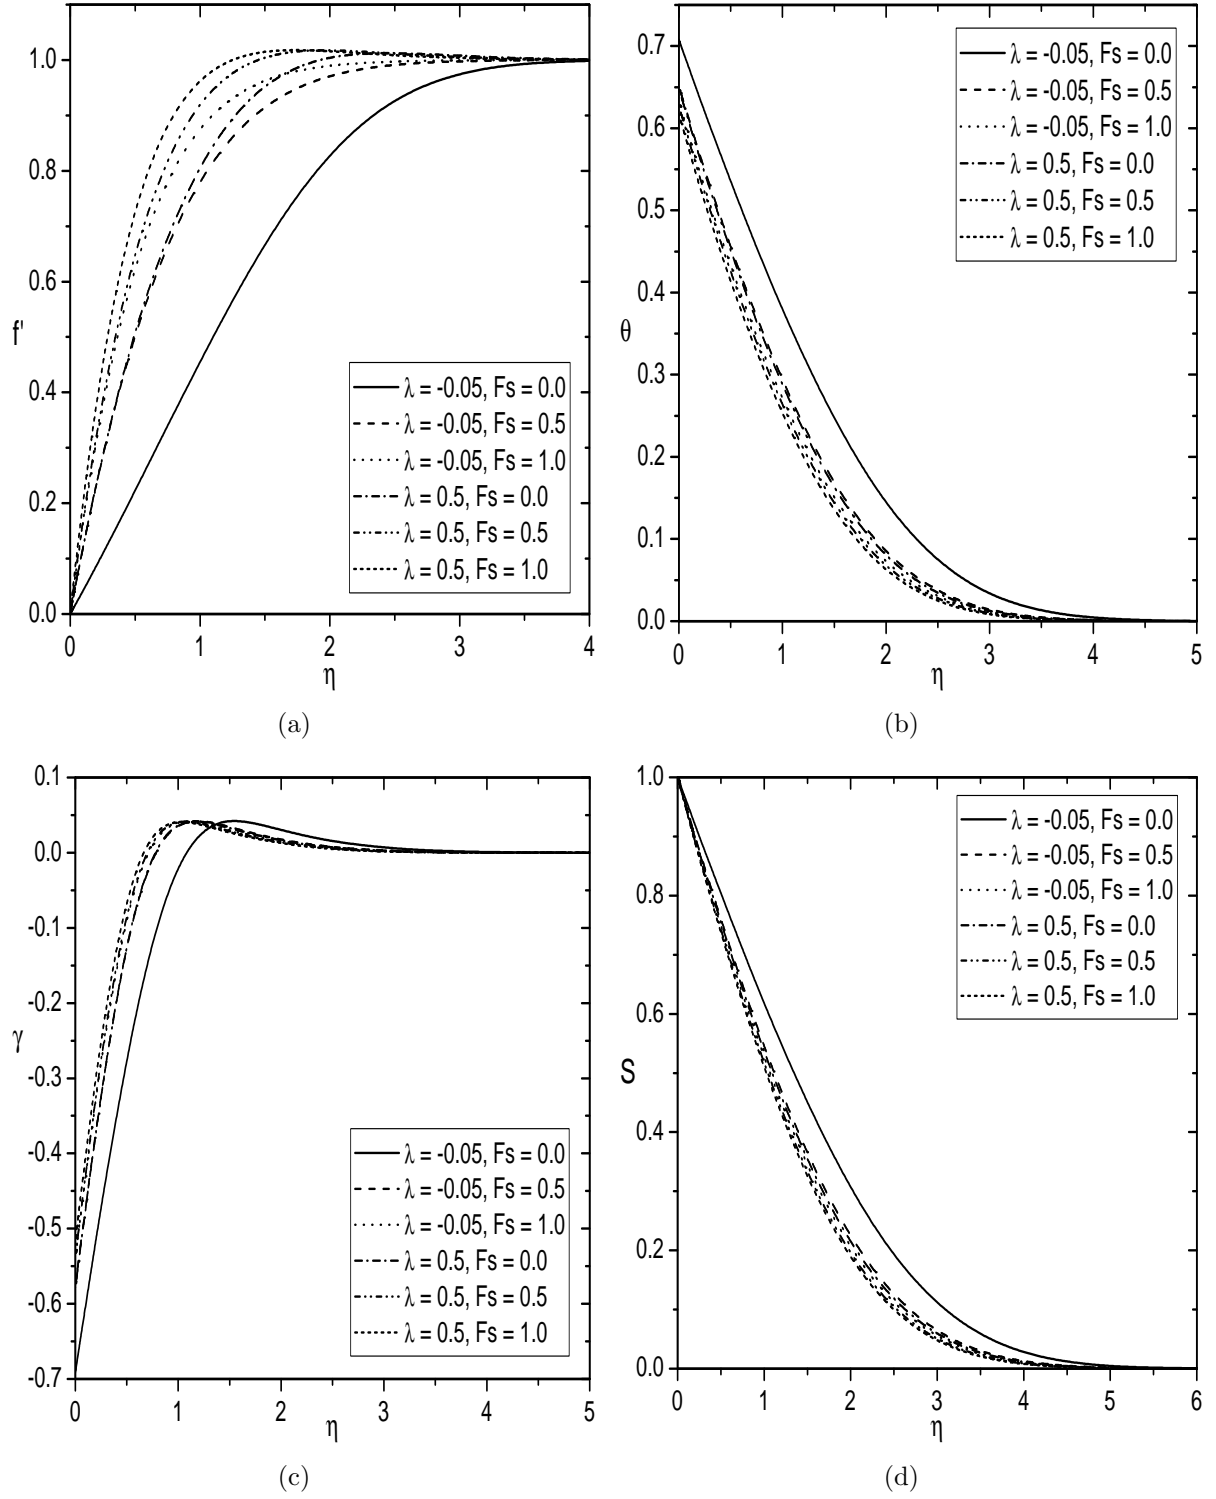 1.0
0.8
0.6
0.4
0.2
0.0
f'
λ = -0.05, Fs = 0.0
λ = -0.05, Fs = 0.5
λ = -0.05, Fs = 1.0
λ = 0.5, Fs = 0.0
λ = 0.5, Fs = 0.5
λ = 0.5, Fs = 1.0
0 1 2 3 4
η
(a)
0.7
0.6
0.5
0.4
0.3
0.2
0.1
0.0
θ
λ = -0.05, Fs = 0.0
λ = -0.05, Fs = 0.5
λ = -0.05, Fs = 1.0
λ = 0.5, Fs = 0.0
λ = 0.5, Fs = 0.5
λ = 0.5, Fs = 1.0
0 1 2 3 4 5
η
(b)
0.1
0.0
-0.1
-0.2
-0.3
-0.4
-0.5
-0.6
-0.7
γ
λ = -0.05, Fs = 0.0
λ = -0.05, Fs = 0.5
λ = -0.05, Fs = 1.0
λ = 0.5, Fs = 0.0
λ = 0.5, Fs = 0.5
λ = 0.5, Fs = 1.0
0 1 2 3 4 5
η
(c)
1.0
0.8
0.6
0.4
0.2
0.0
S
λ = -0.05, Fs = 0.0
λ = -0.05, Fs = 0.5
λ = -0.05, Fs = 1.0
λ = 0.5, Fs = 0.0
λ = 0.5, Fs = 0.5
λ = 0.5, Fs = 1.0
0 1 2 3 4 5 6
η
(d)